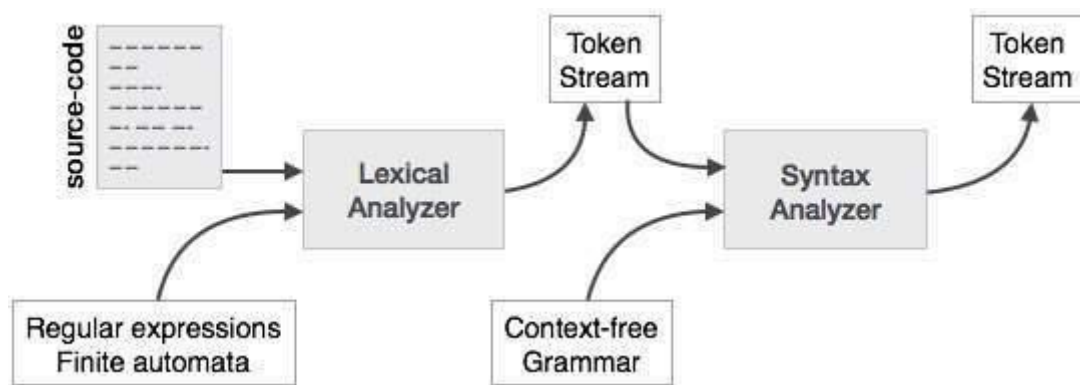 source-code
Lexical
Analyzer
Token
Stream
Syntax
Analyzer
Token
Stream
Regular expressions
Finite automata
Context-free
Grammar